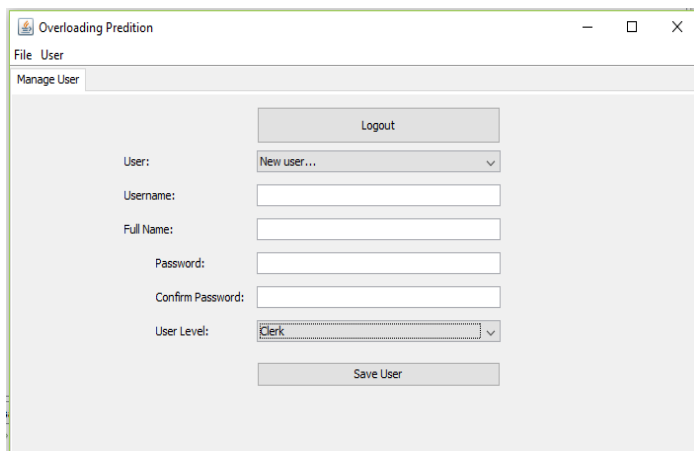 Overloading Predition
File User
Manage User
Logout
User: New user...
Username:
Full Name:
Password:
Confirm Password:
User Level: Clerk
Save User